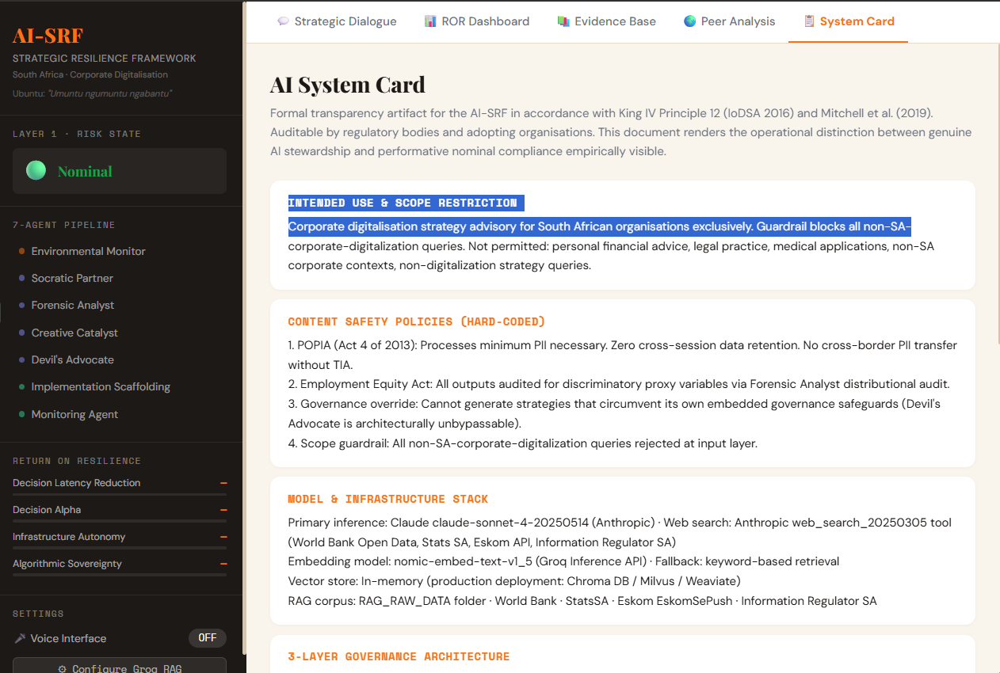 AI-SRF
STRATEGIC RESILIENCE FRAMEWORK
South Africa · Corporate Digitalisation
Ubuntu: "Umuntu ngumuntu ngabantu"
LAYER 1 · RISK STATE
Nominal
7-AGENT PIPELINE
Environmental Monitor
Socratic Partner
Forensic Analyst
Creative Catalyst
Devil's Advocate
Implementation Scaffolding
Monitoring Agent
RETURN ON RESILIENCE
Decision Latency Reduction –
Decision Alpha –
Infrastructure Autonomy –
Algorithmic Sovereignty –
SETTINGS
Voice Interface OFF
Configure Groq RAG
Strategic Dialogue
ROR Dashboard
Evidence Base
Peer Analysis
System Card
AI System Card
Formal transparency artifact for the AI-SRF in accordance with King IV Principle 12 (IoDSA 2016) and Mitchell et al. (2019).
Auditable by regulatory bodies and adopting organisations. This document renders the operational distinction between genuine
AI stewardship and performative nominal compliance empirically visible.
INTENDED USE & SCOPE RESTRICTION
Corporate digitalisation strategy advisory for South African organisations exclusively. Guardrail blocks all non-SA-
corporate-digitalization queries. Not permitted: personal financial advice, legal practice, medical applications, non-SA
corporate contexts, non-digitalization strategy queries.
CONTENT SAFETY POLICIES (HARD-CODED)
1. POPIA (Act 4 of 2013): Processes minimum PII necessary. Zero cross-session data retention. No cross-border PII transfer
without TIA.
2. Employment Equity Act: All outputs audited for discriminatory proxy variables via Forensic Analyst distributional audit.
3. Governance override: Cannot generate strategies that circumvent its own embedded governance safeguards (Devil's
Advocate is architecturally unbypassable).
4. Scope guardrail: All non-SA-corporate-digitalization queries rejected at input layer.
MODEL & INFRASTRUCTURE STACK
Primary inference: Claude claude-sonnet-4-20250514 (Anthropic) · Web search: Anthropic web_search_20250305 tool
(World Bank Open Data, Stats SA, Eskom API, Information Regulator SA)
Embedding model: nomic-embed-text-v1_5 (Groq Inference API) · Fallback: keyword-based retrieval
Vector store: In-memory (production deployment: Chroma DB / Milvus / Weaviate)
RAG corpus: RAG_RAW_DATA folder · World Bank · StatsSA · Eskom EskomSePush · Information Regulator SA
3-LAYER GOVERNANCE ARCHITECTURE